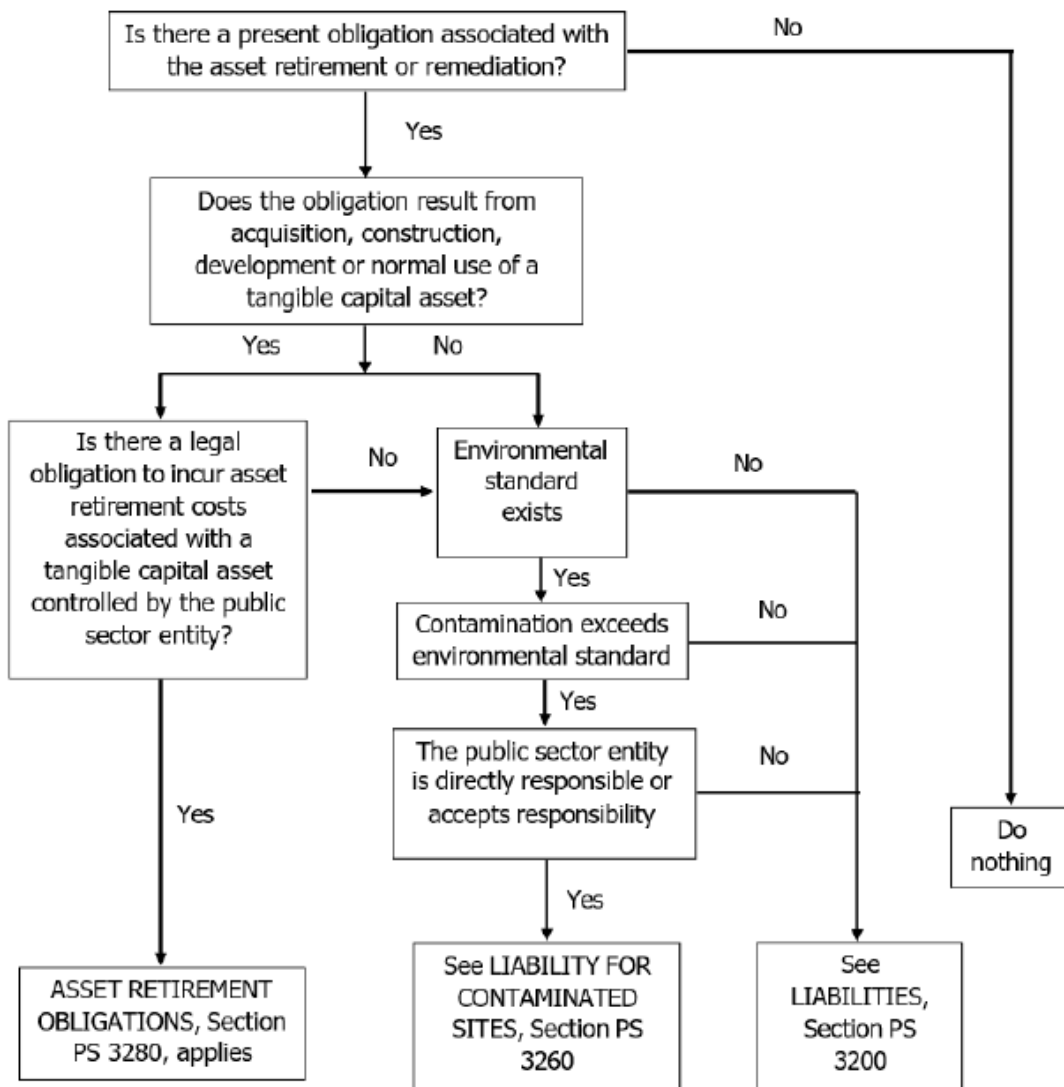 Is there a present obligation associated with
the asset retirement or remediation?
No
Yes
Does the obligation result from
acquisition, construction,
development or normal use of a
tangible capital asset?
Yes
No
Is there a legal
obligation to incur asset
retirement costs
associated with a
tangible capital asset
controlled by the public
sector entity?
No
Environmental
standard
exists
No
Yes
Contamination exceeds
environmental standard
No
Yes
The public sector entity
is directly responsible or
accepts responsibility
No
Yes
Do
nothing
Yes
ASSET RETIREMENT
OBLIGATIONS, Section
PS 3280, applies
See LIABILITY FOR
CONTAMINATED
SITES, Section PS
3260
See
LIABILITIES,
Section PS
3200